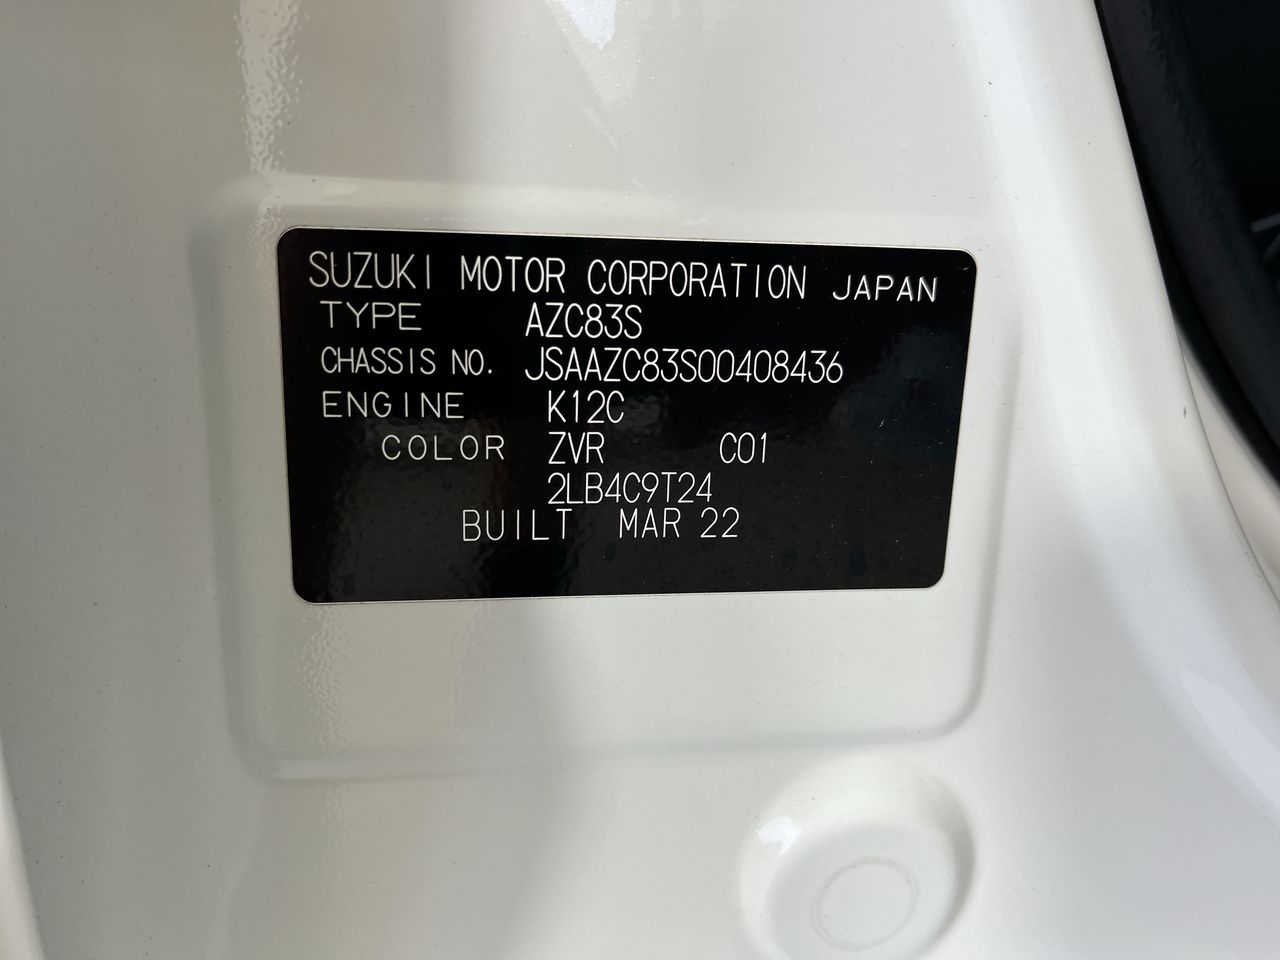 SUZUKI MOTOR CORPORATION JAPAN
TYPE AZC83S
CHASSIS NO. JSAAZC83S00408436
ENGINE K12C
COLOR ZVR C01
2LB4C9T24
BUILT MAR 22